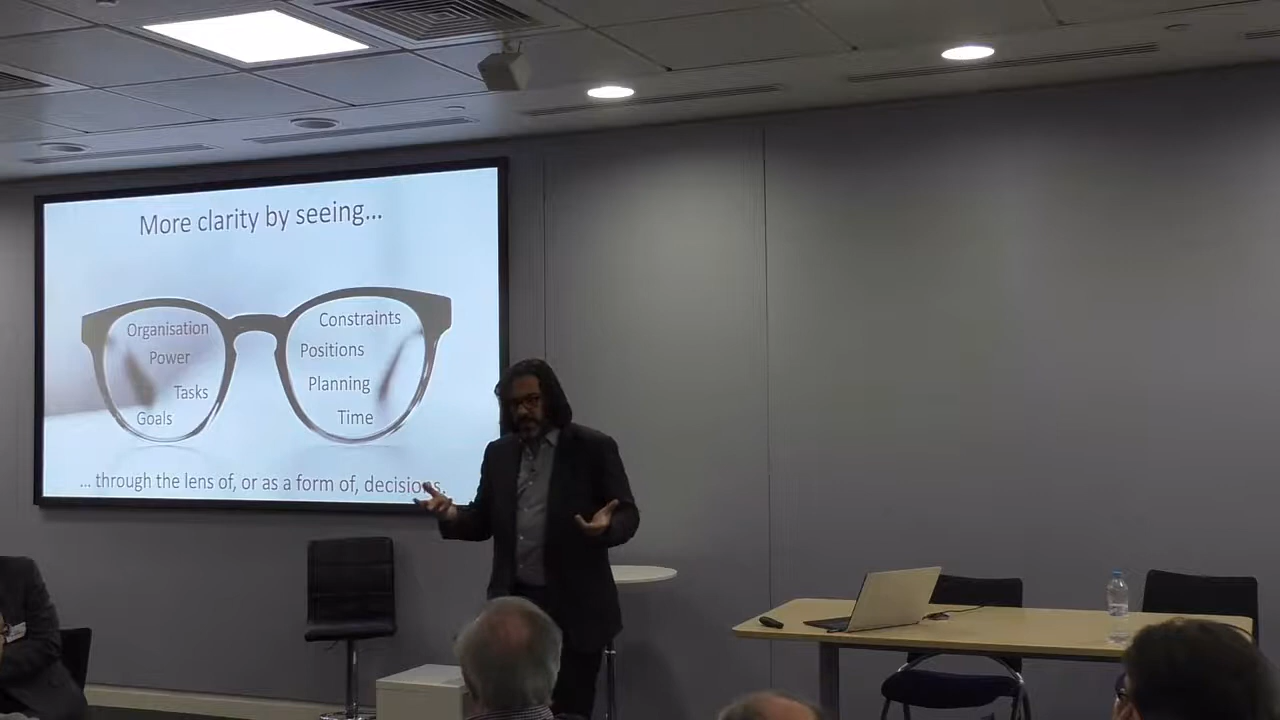 More clarity by seeing...
Organisation
Power
Tasks
Goals
Constraints
Positions
Planning
Time
... through the lens of, or as a form of, decisions.